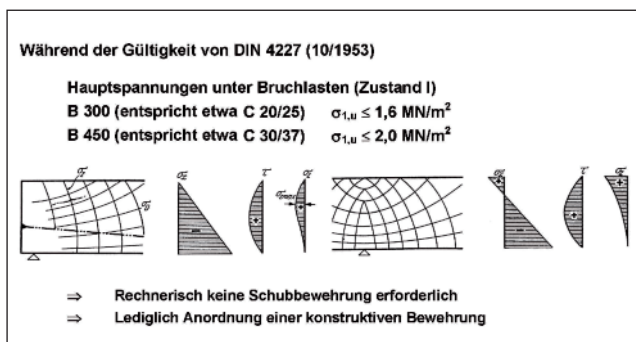 Während der Gültigkeit von DIN 4227 (10/1953)
Hauptspannungen unter Bruchlasten (Zustand I)
B 300 (entspricht etwa C 20/25) σ1,u ≤ 1,6 MN/m²
B 450 (entspricht etwa C 30/37) σ1,u ≤ 2,0 MN/m²
τ
τ
⇒ Rechnerisch keine Schubbewehrung erforderlich
⇒ Lediglich Anordnung einer konstruktiven Bewehrung